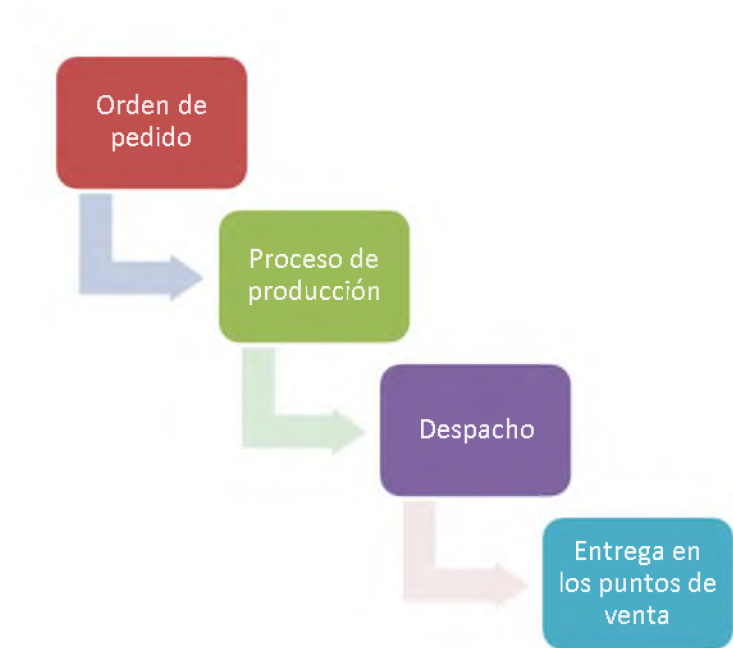 Orden de
pedido
Proceso de
producción
Despacho
Entrega en
los puntos de
venta